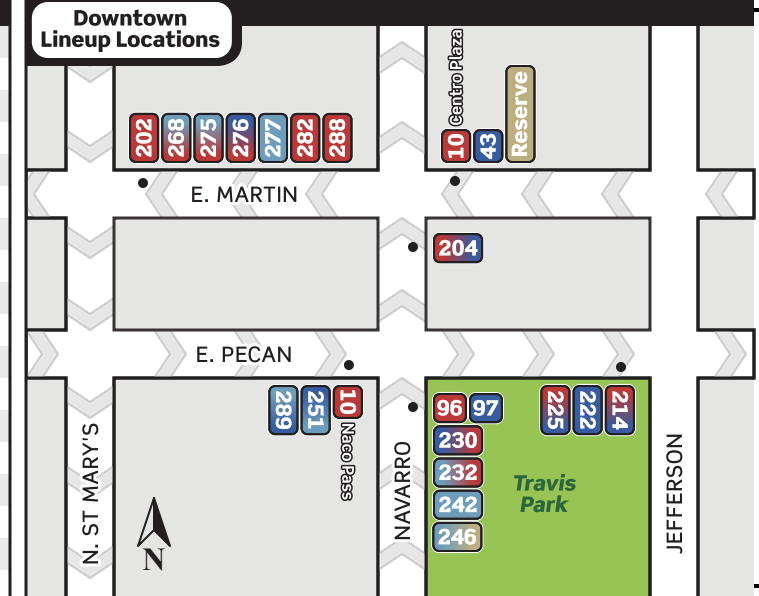 Downtown
Lineup Locations
202
268
275
276
277
282
288
10
Centro Plaza
43
Reserve
E. MARTIN
204
E. PECAN
289
251
10
Naco Pass
96
97
225
222
214
230
232
242
246
Travis
Park
N. ST MARY'S
NAVARRO
JEFFERSON
N